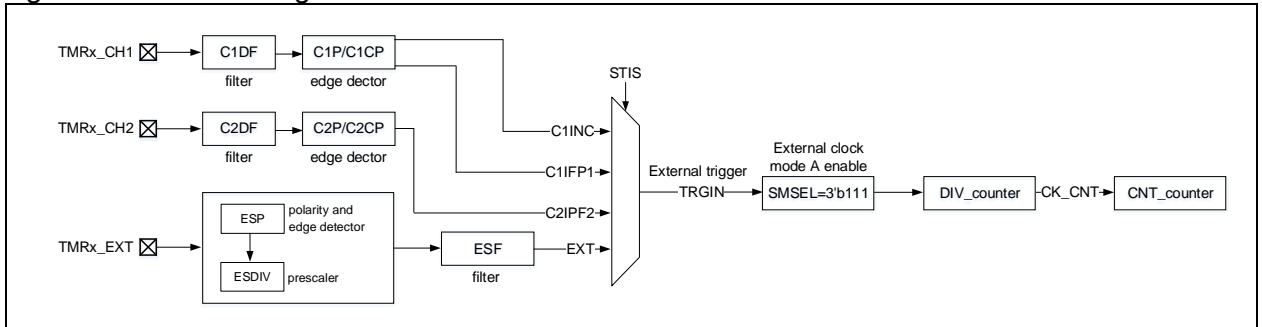 TMRx_CH1
C1DF
filter
C1P/C1CP
edge dector
STIS
TMRx_CH2
C2DF
filter
C2P/C2CP
edge dector
C1INC
C1IFP1
C2IPF2
EXT
External trigger
TRGIN
External clock
mode A enable
SMSEL=3'b111
DIV_counter
CK_CNT
CNT_counter
TMRx_EXT
ESP
polarity and
edge detector
ESDIV
prescaler
ESF
filter